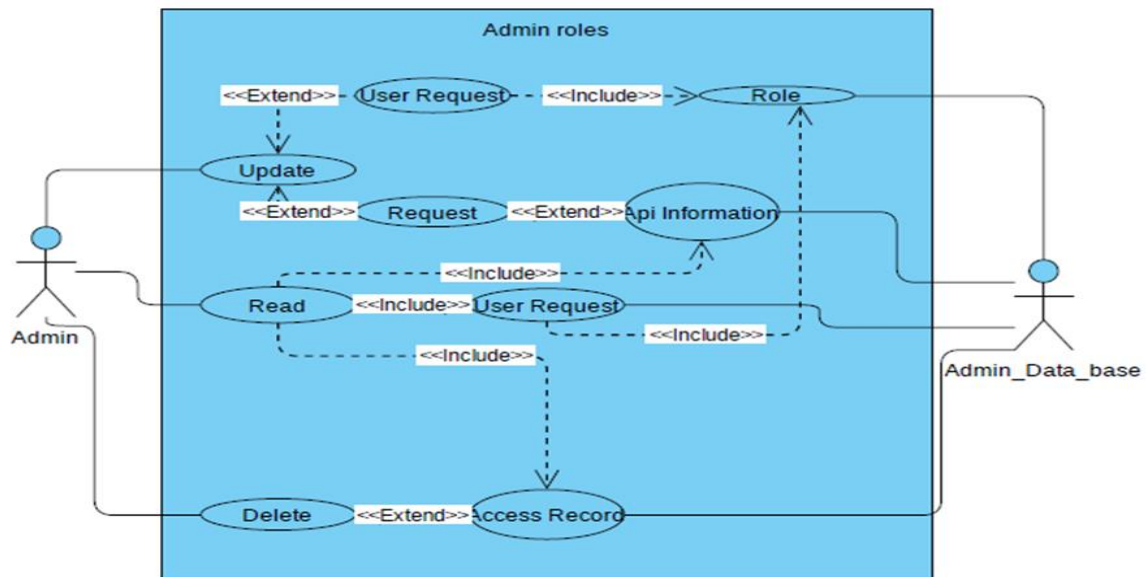 Admin roles
<<Extend>> User Request <<Include>> Role
Update
<<Extend>> Request <<Extend>> Api Information
<<Include>>
Read <<Include>> User Request
<<Include>>
<<Include>>
Admin
Admin_Data_base
Delete <<Extend>> Access Record